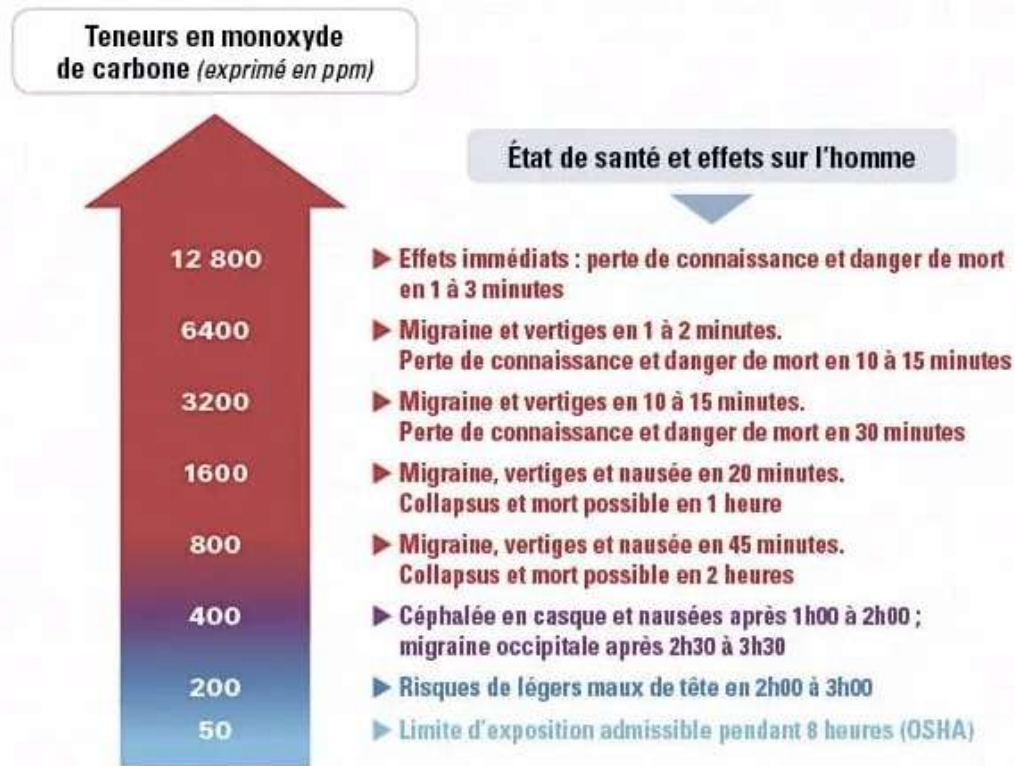 Teneurs en monoxyde
de carbone (exprimé en ppm)
État de santé et effets sur l'homme
12 800
▶ Effets immédiats : perte de connaissance et danger de mort
en 1 à 3 minutes
6400
▶ Migraine et vertiges en 1 à 2 minutes.
Perte de connaissance et danger de mort en 10 à 15 minutes
3200
▶ Migraine et vertiges en 10 à 15 minutes.
Perte de connaissance et danger de mort en 30 minutes
1600
▶ Migraine, vertiges et nausée en 20 minutes.
Collapsus et mort possible en 1 heure
800
▶ Migraine, vertiges et nausée en 45 minutes.
Collapsus et mort possible en 2 heures
400
▶ Céphalée en casque et nausées après 1h00 à 2h00 ;
migraine occipitale après 2h30 à 3h30
200
▶ Risques de légers maux de tête en 2h00 à 3h00
50
▶ Limite d'exposition admissible pendant 8 heures (OSHA)